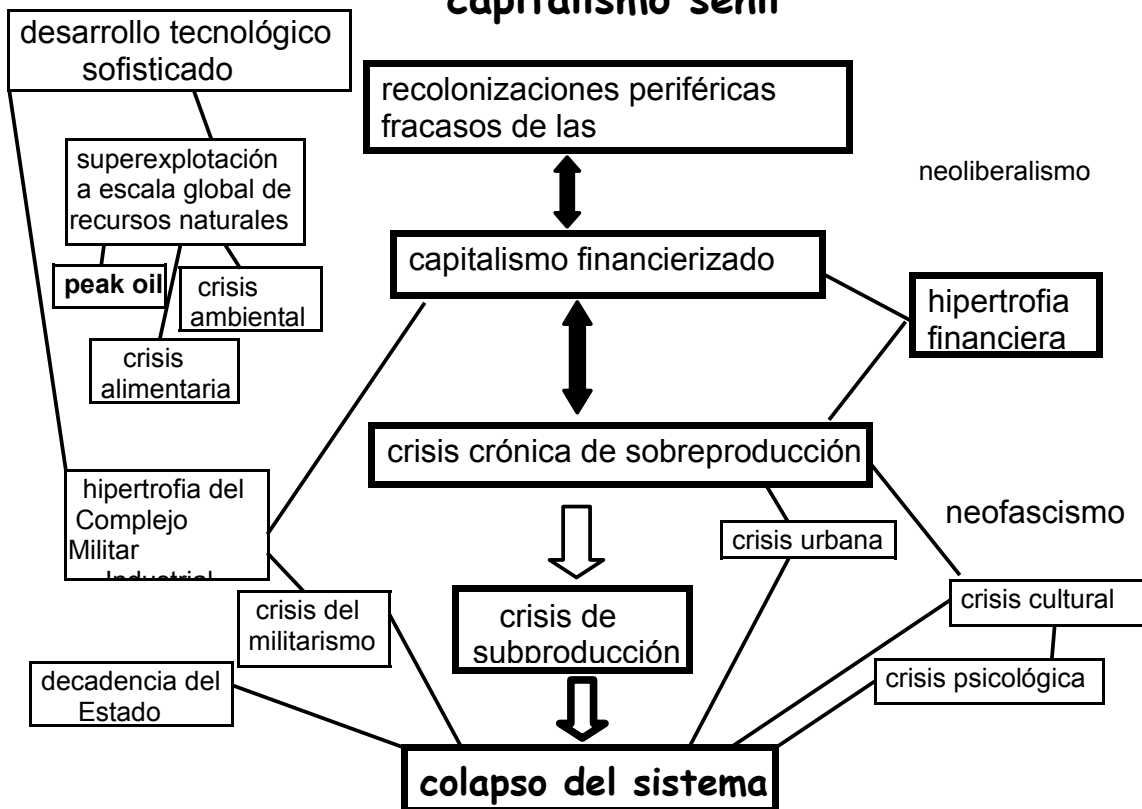 capitalismo senil
desarrollo tecnológico
sofisticado
recolonizaciones periféricas
fracasos de las
superexplotación
a escala global de
recursos naturales
neoliberalismo
capitalismo financierizado
peak oil
crisis
ambiental
hipertrofia
financiera
crisis
alimentaria
crisis crónica de sobreproducción
hipertrofia del
Complejo
Militar
Industrial
neofascismo
crisis urbana
crisis cultural
crisis del
militarismo
crisis de
subproducción
crisis psicológica
decadencia del
Estado
colapso del sistema